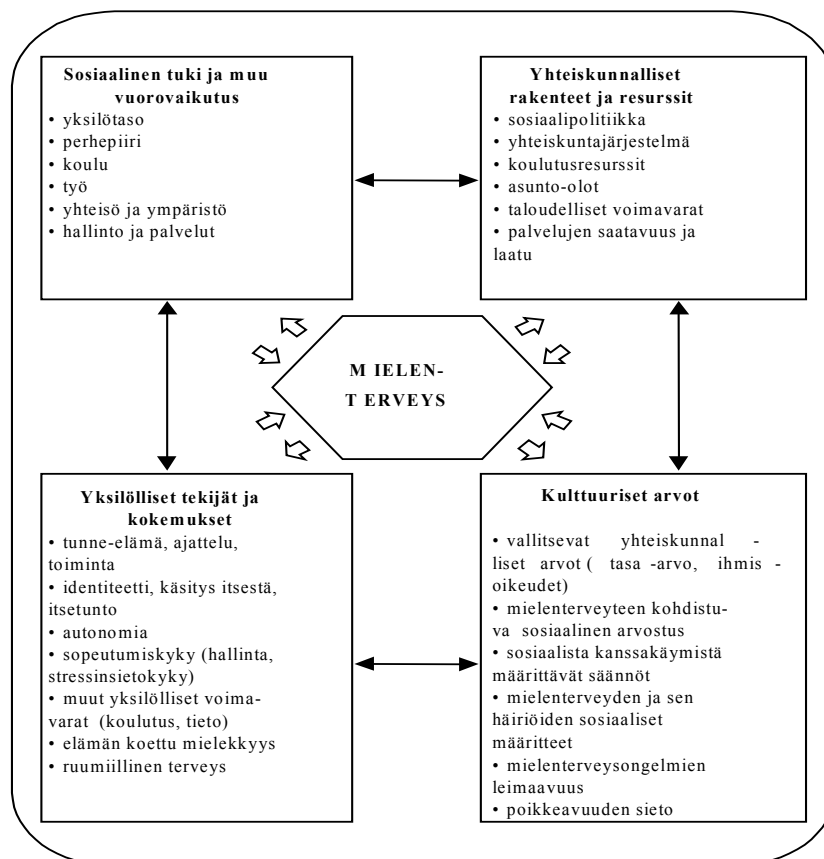 Sosiaalinen tuki ja muu
vuorovaikutus
• yksilötaso
• perhepiiri
• koulu
• työ
• yhteisö ja ympäristö
• hallinto ja palvelut
Yhteiskunnalliset
rakenteet ja resurssit
• sosiaalipolitiikka
• yhteiskuntajärjestelmä
• koulutusresurssit
• asunto-olot
• taloudelliset voimavarat
• palvelujen saatavuus ja
laatu
M IELEN-
T ERVEYS
Yksilölliset tekijät ja
kokemukset
• tunne-elämä, ajattelu,
toiminta
• identiteetti, käsitys itsestä,
itsetunto
• autonomia
• sopeutumiskyky (hallinta,
stressinsietokyky)
• muut yksilölliset voima-
varat (koulutus, tieto)
• elämän koettu mielekkyys
• ruumiillinen terveys
Kulttuuriset arvot
• vallitsevat yhteiskunnal -
liset arvot ( tasa -arvo, ihmis -
oikeudet)
• mielenterveyteen kohdistu-
va sosiaalinen arvostus
• sosiaalista kanssakäymistä
määrittävät säännöt
• mielenterveyden ja sen
häiriöiden sosiaaliset
määritteet
• mielenterveysongelmien
leimaavuus
• poikkeavuuden sieto